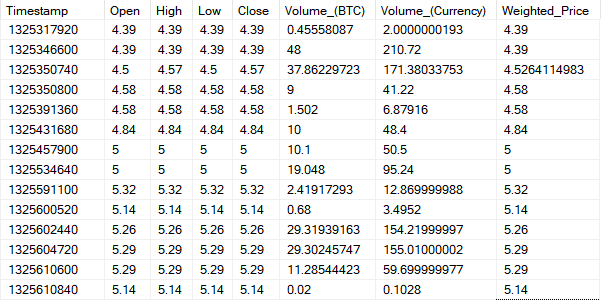 Timestamp Open High Low Close Volume_(BTC) Volume_(Currency) Weighted_Price
1325317920 4.39 4.39 4.39 4.39 0.45558087 2.0000000193 4.39
1325346600 4.39 4.39 4.39 4.39 48 210.72 4.39
1325350740 4.5 4.57 4.5 4.57 37.86229723 171.38033753 4.5264114983
1325350800 4.58 4.58 4.58 4.58 9 41.22 4.58
1325391360 4.58 4.58 4.58 4.58 1.502 6.87916 4.58
1325431680 4.84 4.84 4.84 4.84 10 48.4 4.84
1325457900 5 5 5 5 10.1 50.5 5
1325534640 5 5 5 5 19.048 95.24 5
1325591100 5.32 5.32 5.32 5.32 2.41917293 12.869999988 5.32
1325600520 5.14 5.14 5.14 5.14 0.68 3.4952 5.14
1325602440 5.26 5.26 5.26 5.26 29.31939163 154.21999997 5.26
1325604720 5.29 5.29 5.29 5.29 29.30245747 155.01000002 5.29
1325610600 5.29 5.29 5.29 5.29 11.28544423 59.699999977 5.29
1325610840 5.14 5.14 5.14 5.14 0.02 0.1028 5.14